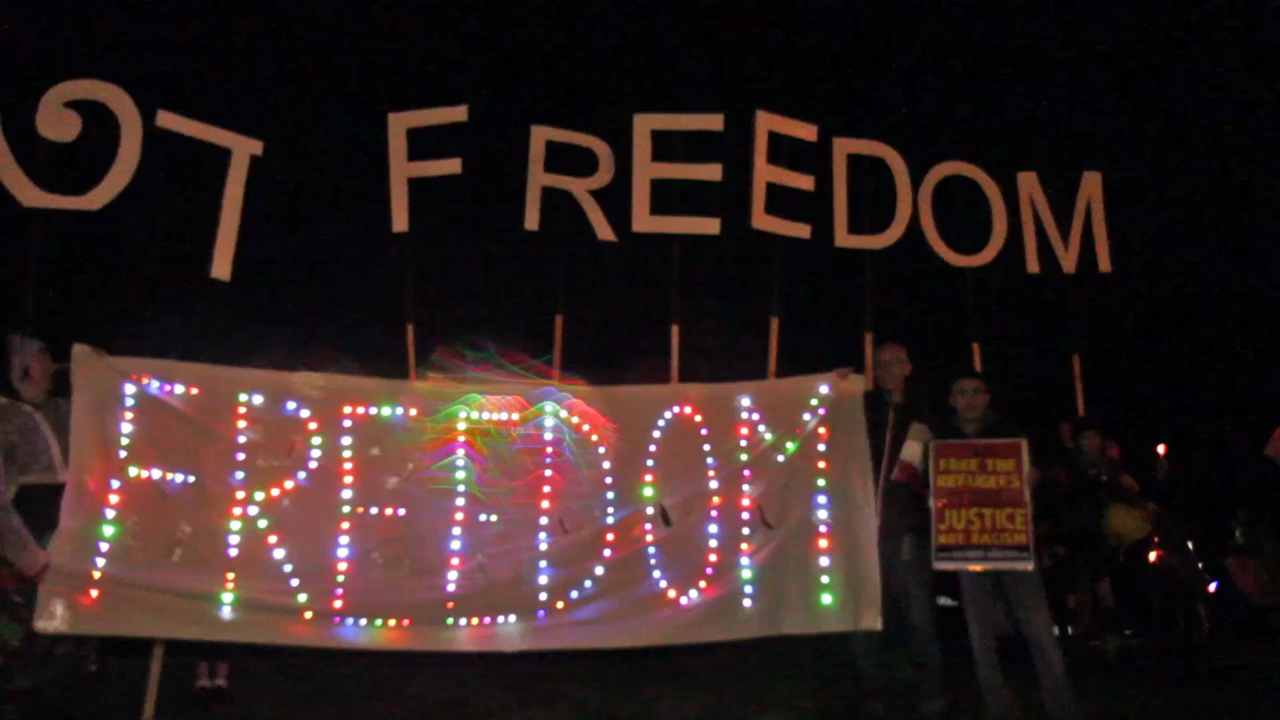 FREEDOM
FREEDOM
FREE THE
REFUGEES
JUSTICE
NOT RACISM